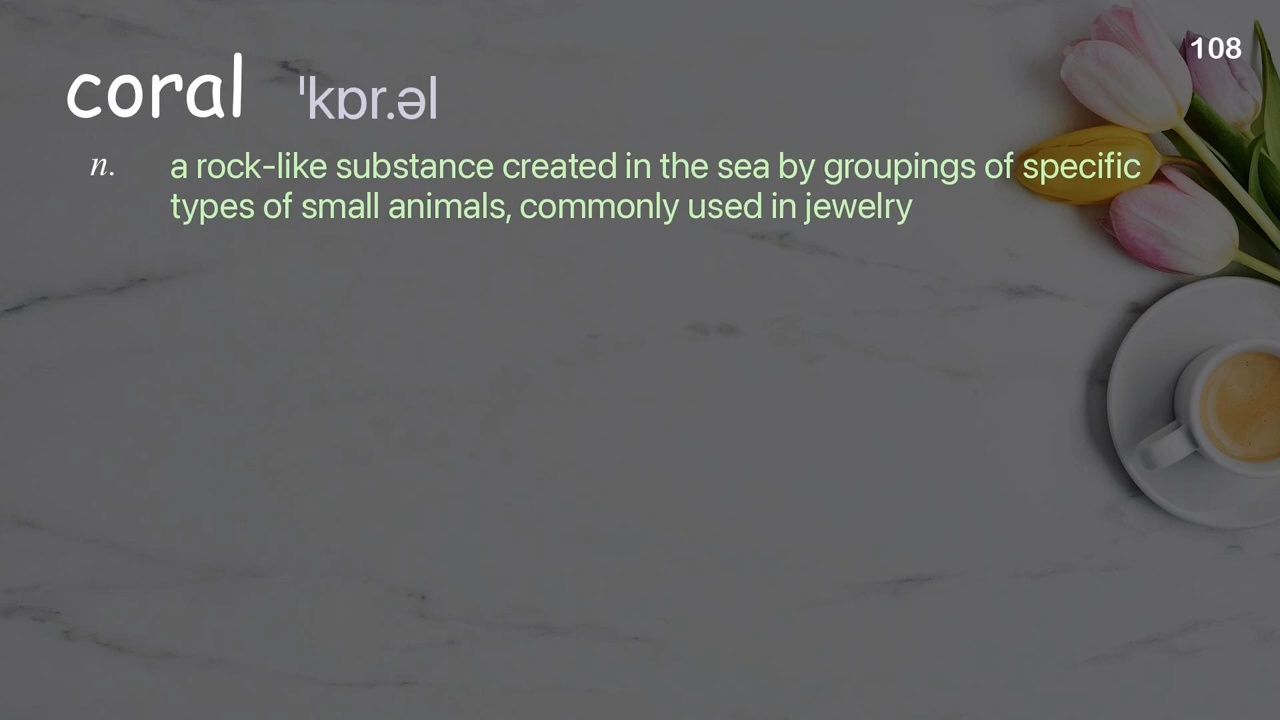 108
coral ˈkɒr.əl
n. a rock-like substance created in the sea by groupings of specific
types of small animals, commonly used in jewelry